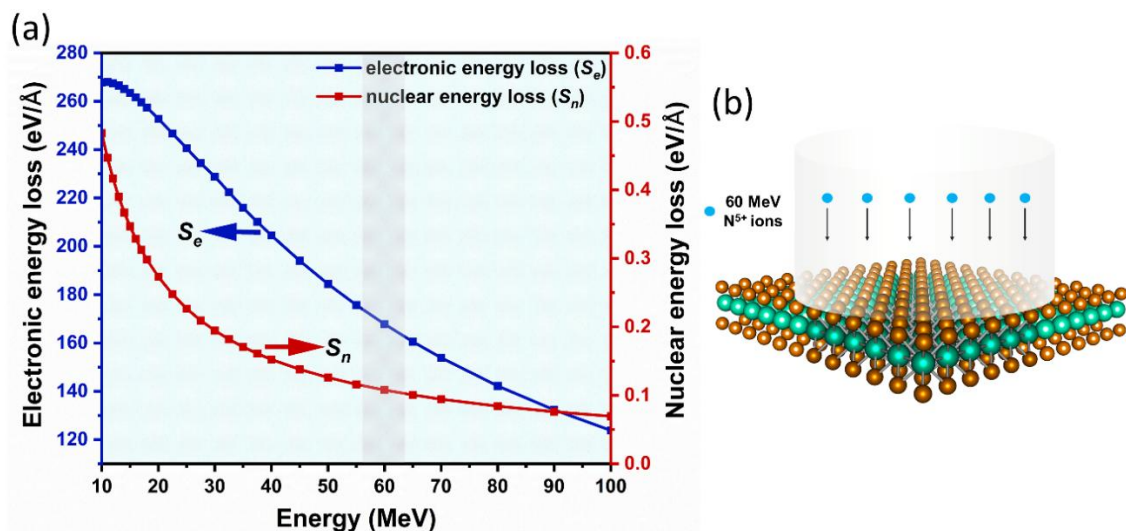 (a)
electronic energy loss (Sₑ)
nuclear energy loss (Sₙ)
Electronic energy loss (eV/Å)
280
260
240
220
200
180
160
140
120
Sₑ
Sₙ
0.6
0.5
0.4
0.3
0.2
0.1
0.0
Nuclear energy loss (eV/Å)
10 20 30 40 50 60 70 80 90 100
Energy (MeV)
(b)
60 MeV
N⁵⁺ ions